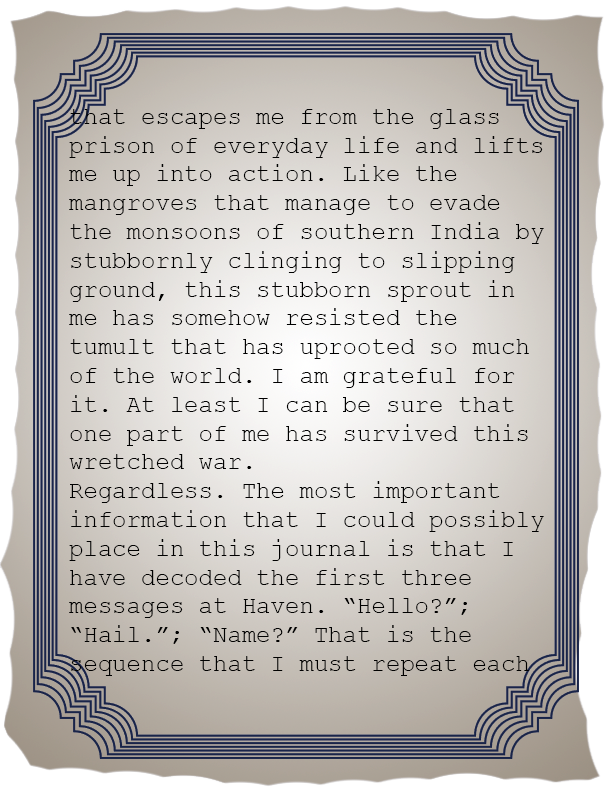 that escapes me from the glass
prison of everyday life and lifts
me up into action. Like the
mangroves that manage to evade
the monsoons of southern India by
stubbornly clinging to slipping
ground, this stubborn sprout in
me has somehow resisted the
tumult that has uprooted so much
of the world. I am grateful for
it. At least I can be sure that
one part of me has survived this
wretched war.
Regardless. The most important
information that I could possibly
place in this journal is that I
have decoded the first three
messages at Haven. “Hello?”;
“Hail.”; “Name?” That is the
sequence that I must repeat each